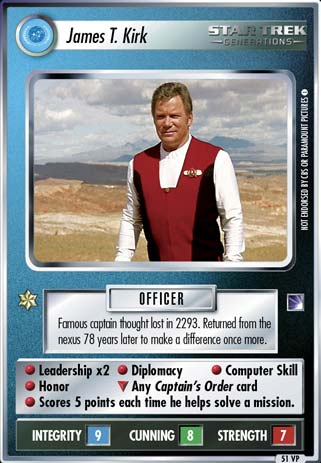 James T. Kirk
STAR TREK
GENERATIONS
NOT ENDORSED BY CBS OR PARAMOUNT PICTURES
OFFICER
Famous captain thought lost in 2293. Returned from the
nexus 78 years later to make a difference once more.
Leadership x2 Diplomacy Computer Skill
Honor Any Captain's Order card
Scores 5 points each time he helps solve a mission.
INTEGRITY 9 CUNNING 8 STRENGTH 7
51 VP